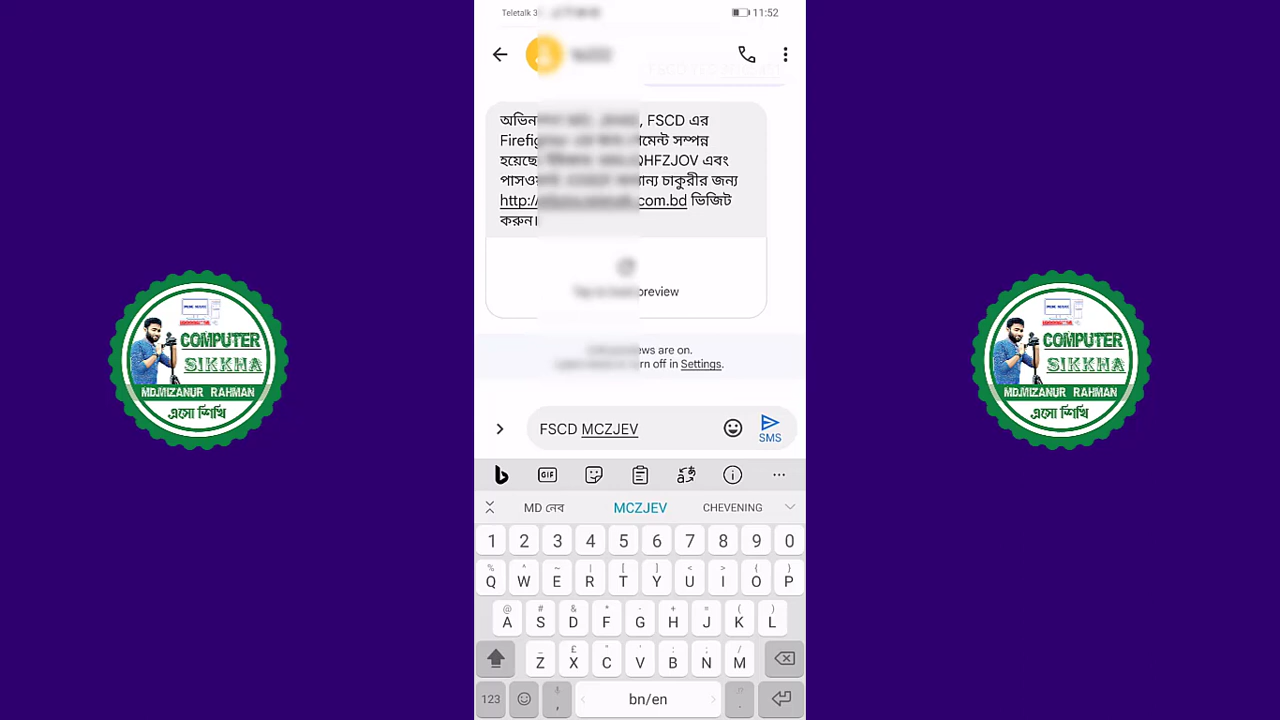 Teletalk 3
11:52
অভিন
, FSCD এর
Firefig
মেন্ট সম্পন্ন
হয়েছে
QHFZJOV এবং
পাসও
ন্য চাকুরীর জন্য
http:/
.com.bd ভিজিট
করুন।
preview
ws are on.
rn off in Settings.
FSCD MCZJEV
SMS
GIF
MD নেব MCZJEV CHEVENING
1 2 3 4 5 6 7 8 9 0
Q W E R T Y U I O P
A S D F G H J K L
Z X C V B N M
123 , bn/en .
COMPUTER
SIKKHA
MD.MIZANUR RAHMAN
এসো শিখি
COMPUTER
SIKKHA
MD.MIZANUR RAHMAN
এসো শিখি